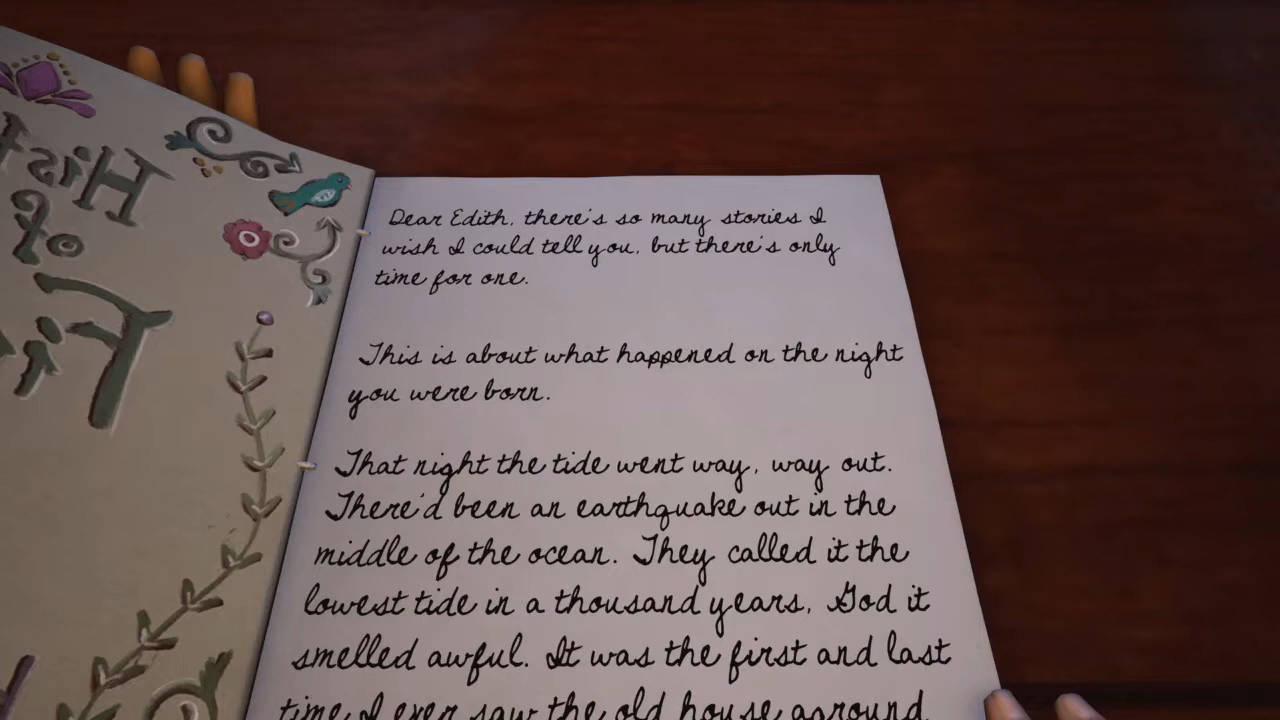 Dear Edith, there's so many stories I
wish I could tell you, but there's only
time for one.
This is about what happened on the night
you were born.
That night the tide went way, way out.
There'd been an earthquake out in the
middle of the ocean. They called it the
lowest tide in a thousand years, God it
smelled awful. It was the first and last
time I ever saw the old house aground.